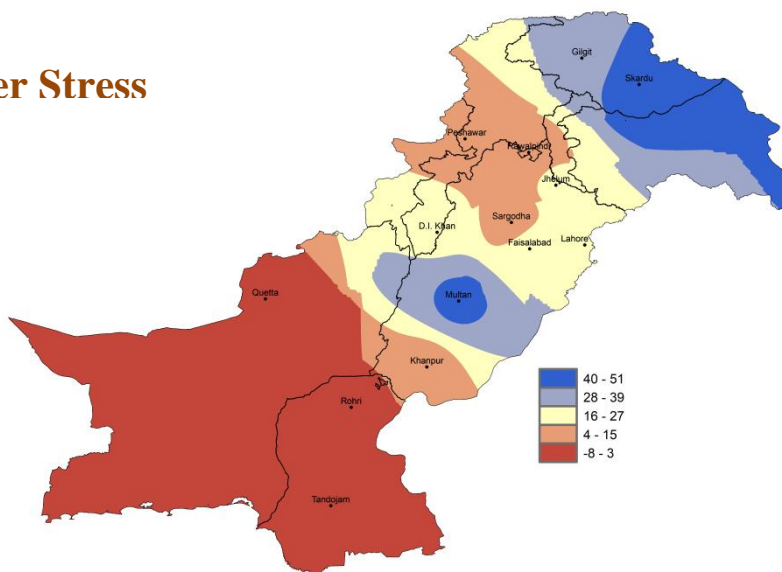 er Stress
Gilgit
Skardu
Peshawar
Rawalpindi
Jhelum
Sargodha
D.I. Khan
Faisalabad
Lahore
Quetta
Multan
Khanpur
Rohri
Tandojam
40 - 51
28 - 39
16 - 27
4 - 15
-8 - 3